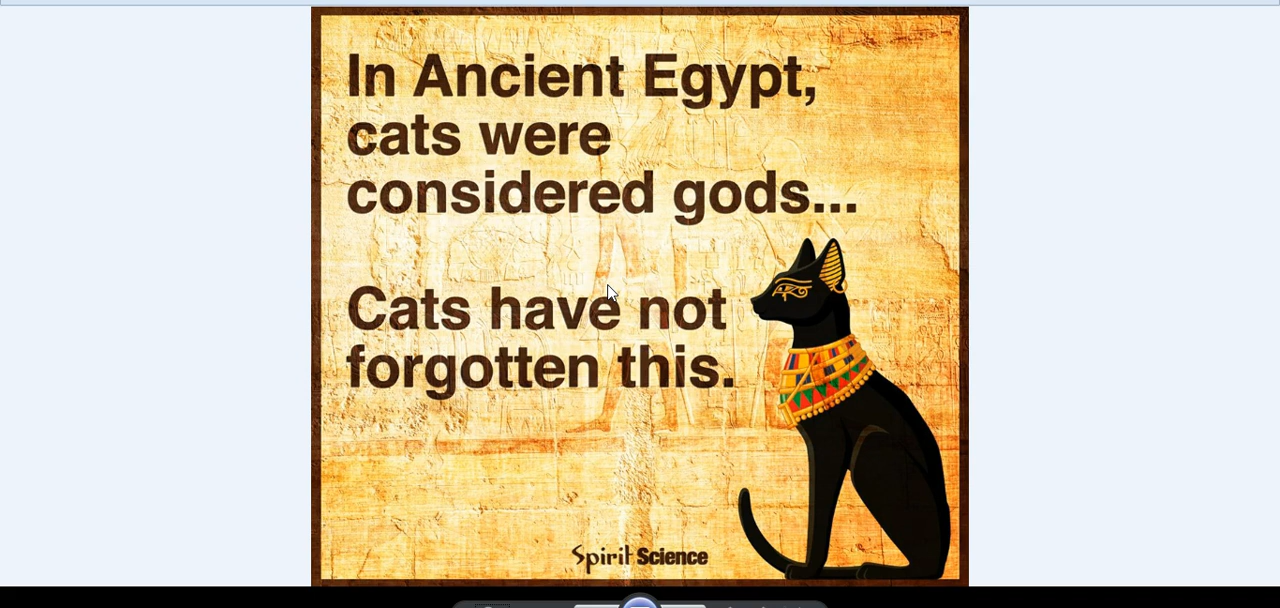 In Ancient Egypt,
cats were
considered gods...
Cats have not
forgotten this.
Spirit Science